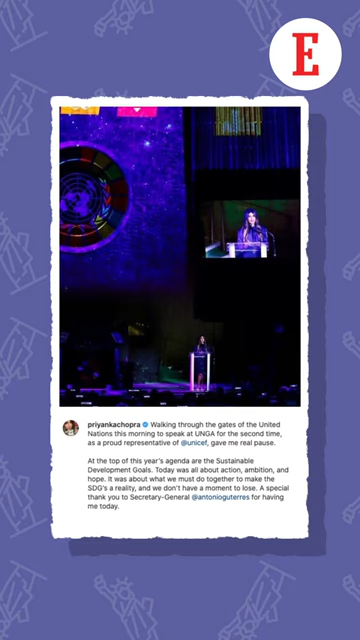 E
priyankachopra Walking through the gates of the United
Nations this morning to speak at UNGA for the second time,
as a proud representative of @unicef, gave me real pause.
At the top of this year's agenda are the Sustainable
Development Goals. Today was all about action, ambition, and
hope. It was about what we must do together to make the
SDG's a reality, and we don't have a moment to lose. A special
thank you to Secretary-General @antonioguterres for having
me today.